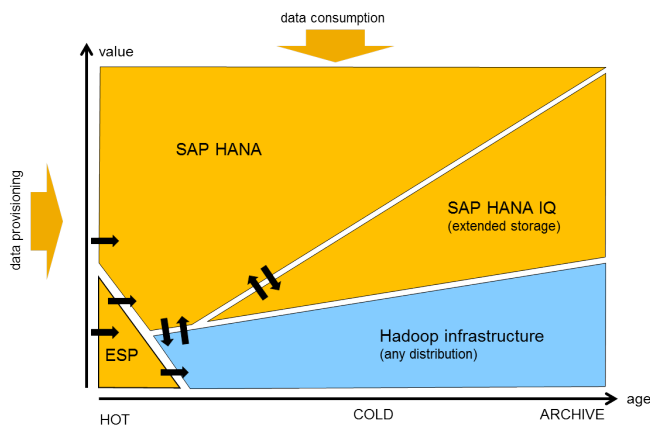 data consumption
value
data provisioning
SAP HANA
SAP HANA IQ
(extended storage)
Hadoop infrastructure
(any distribution)
ESP
age
HOT
COLD
ARCHIVE